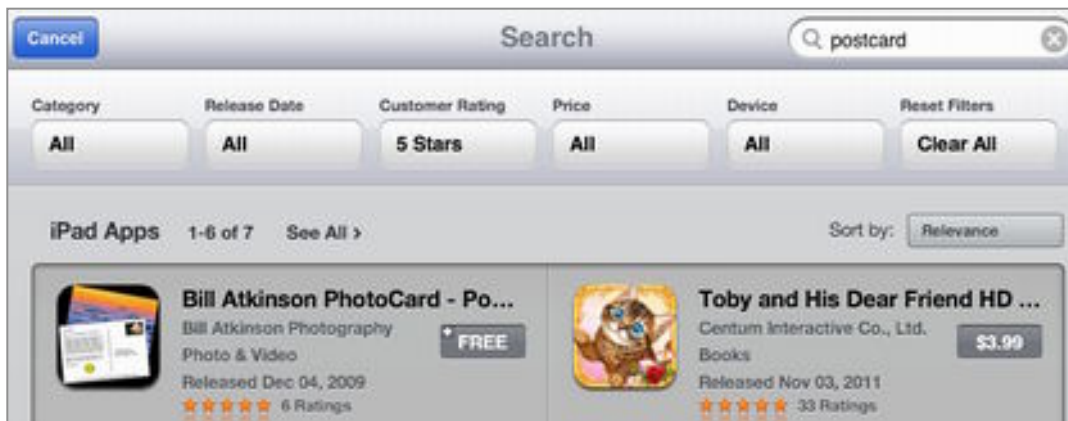 Cancel Search postcard
Category Release Date Customer Rating Price Device Reset Filters
All All 5 Stars All All Clear All
iPad Apps 1-6 of 7 See All › Sort by: Relevance
Bill Atkinson PhotoCard - Po...
Bill Atkinson Photography
Photo & Video
Released Dec 04, 2009
6 Ratings
+ FREE
Toby and His Dear Friend HD ...
Centum Interactive Co., Ltd.
Books
Released Nov 03, 2011
33 Ratings
$3.99